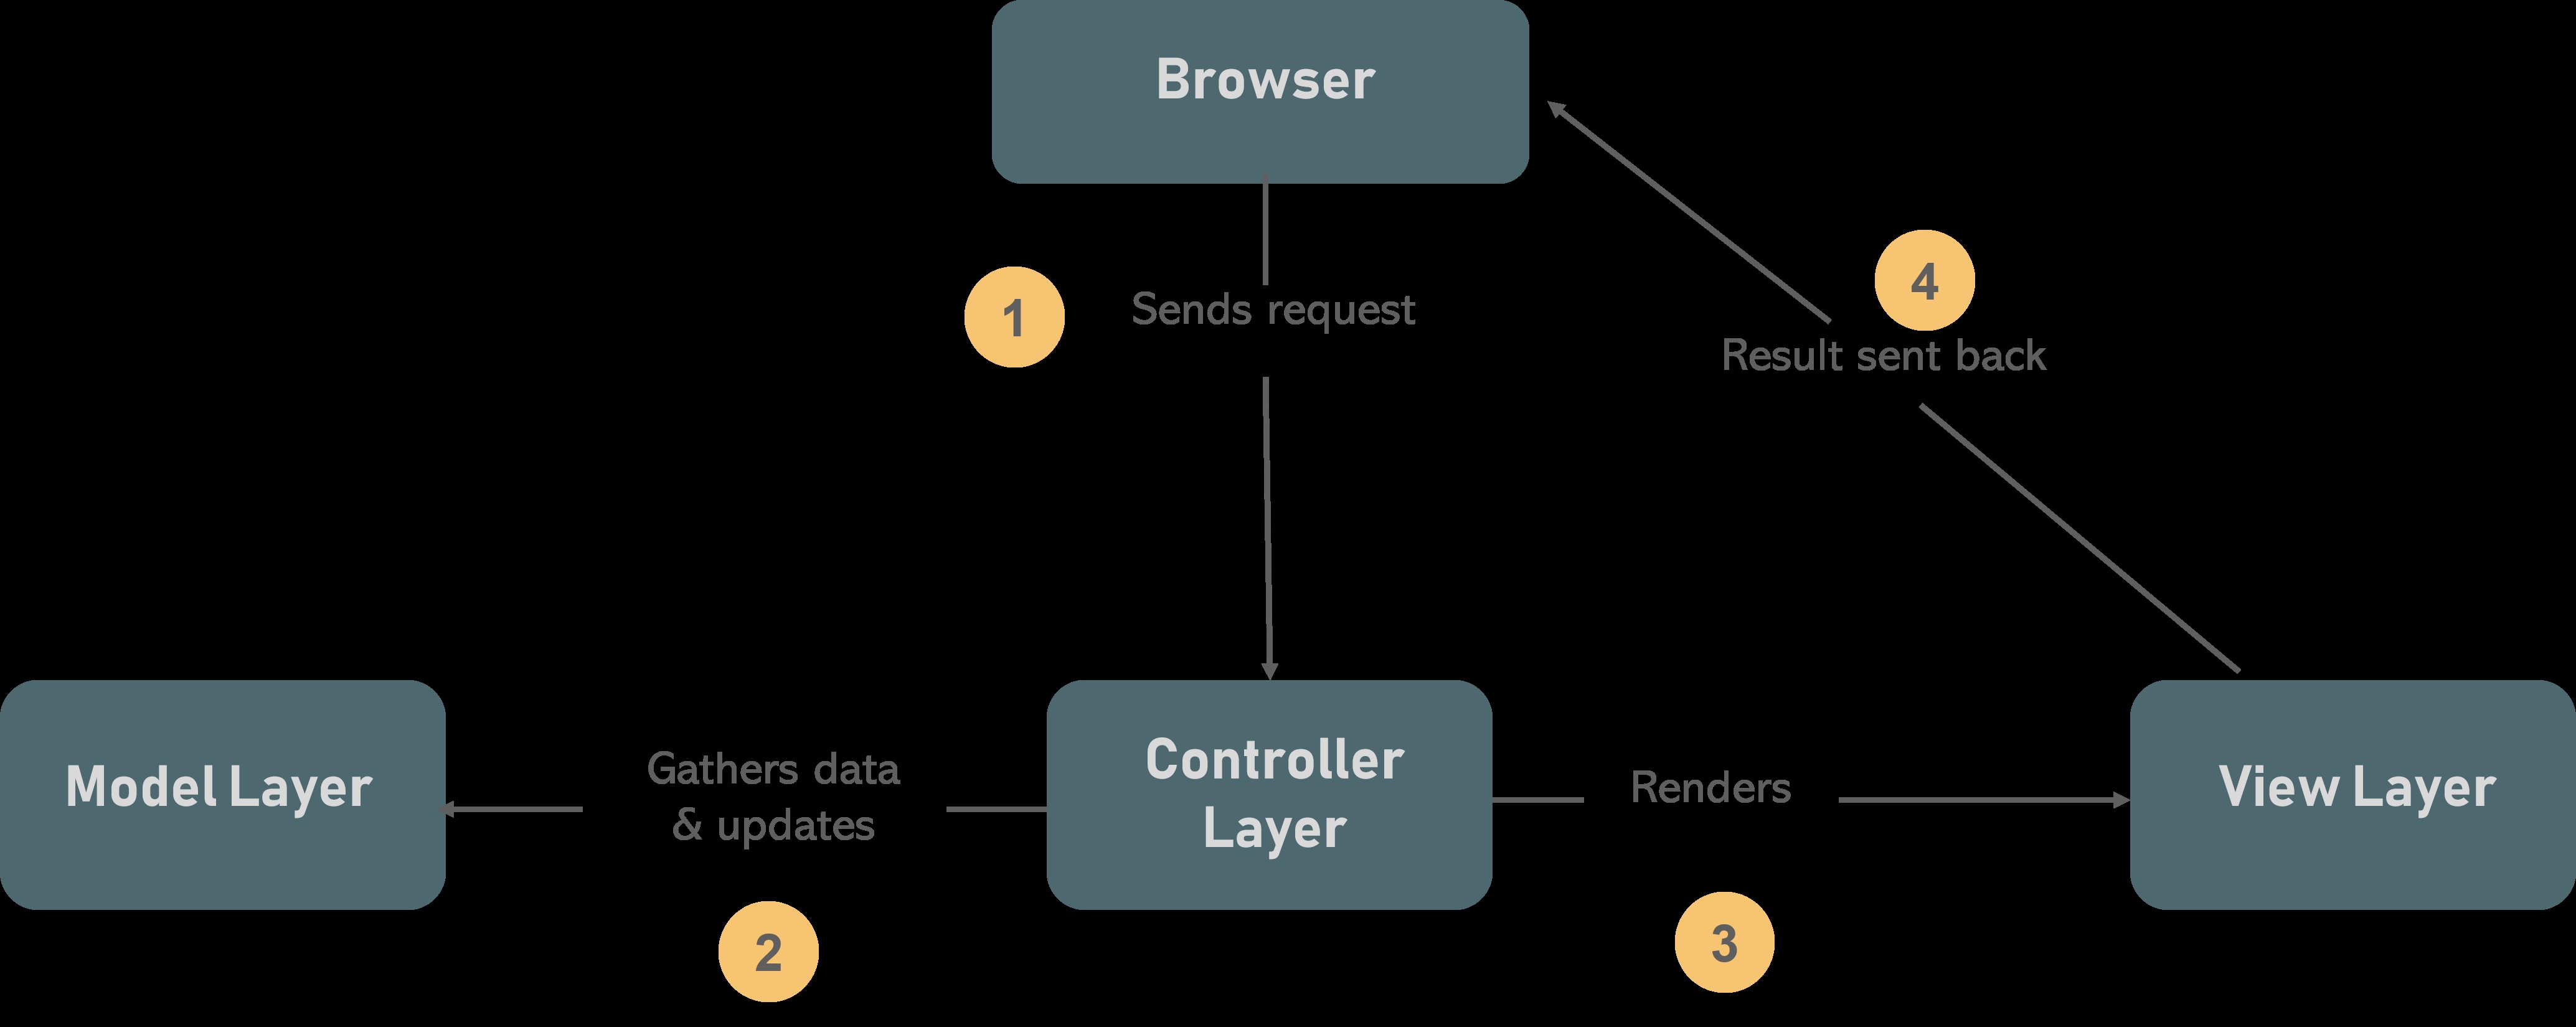 Browser
1
Sends request
4
Result sent back
Model Layer
Gathers data
& updates
2
Controller
Layer
Renders
3
View Layer